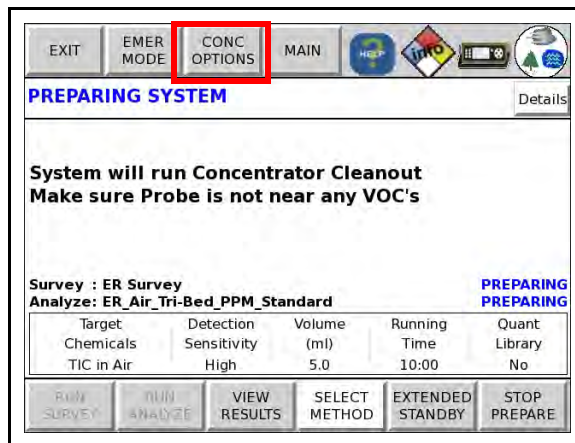 EXIT
EMER
MODE
CONC
OPTIONS
MAIN
HELP
info
PREPARING SYSTEM
Details
System will run Concentrator Cleanout
Make sure Probe is not near any VOC's
Survey : ER Survey PREPARING
Analyze: ER_Air_Tri-Bed_PPM_Standard PREPARING
Target Detection Volume Running Quant
Chemicals Sensitivity (ml) Time Library
TIC in Air High 5.0 10:00 No
RUN RUN VIEW SELECT EXTENDED STOP
SURVEY ANALYZE RESULTS METHOD STANDBY PREPARE